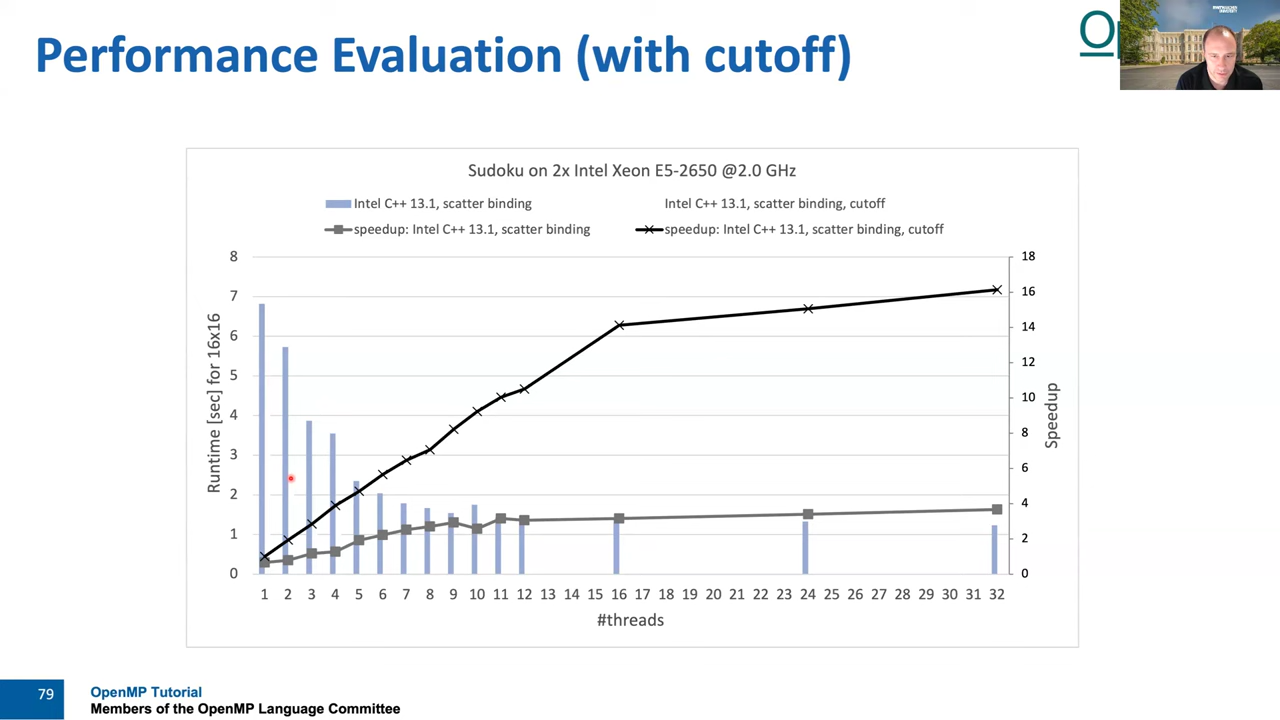 Performance Evaluation (with cutoff)
Sudoku on 2x Intel Xeon E5-2650 @2.0 GHz
Intel C++ 13.1, scatter binding
Intel C++ 13.1, scatter binding, cutoff
speedup: Intel C++ 13.1, scatter binding
speedup: Intel C++ 13.1, scatter binding, cutoff
Runtime [sec] for 16x16
8
7
6
5
4
3
2
1
0
18
16
14
12
10
8
6
4
2
0
Speedup
1 2 3 4 5 6 7 8 9 10 11 12 13 14 15 16 17 18 19 20 21 22 23 24 25 26 27 28 29 30 31 32
#threads
79
OpenMP Tutorial
Members of the OpenMP Language Committee